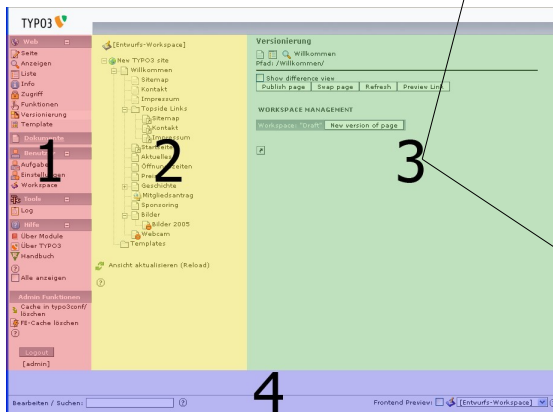 TYPO3
Web
Seite
Anzeigen
Liste
Info
Zugriff
Funktionen
Versionierung
Template
Dokumente
Aufgaben
Einstellungen
Workspace
Tools
Log
Hilfe
Über Module
Über TYPO3
Handbuch
Alle anzeigen
Admin Funktionen
Cache in typo3conf/
löschen
FE-Cache löschen
Logout
[admin]
1
[Entwurfs-Workspace]
New TYPO3 site
Willkommen
Sitemap
Kontakt
Impressum
Topside Links
Sitemap
Kontakt
Impressum
Startseite
Aktuelles
Öffnungszeiten
Geschichte
Mitgliedsantrag
Sponsoring
Bilder
Bilder 2005
Webcam
Templates
Ansicht aktualisieren (Reload)
2
Versionierung
Willkommen
Pfad: /Willkommen/
Show difference view
Publish page Swap page Refresh Preview Link
WORKSPACE MANAGEMENT
Workspace: "Draft" New version of page
3
Bearbeiten / Suchen:
4
Frontend Preview: [Entwurfs-Workspace]